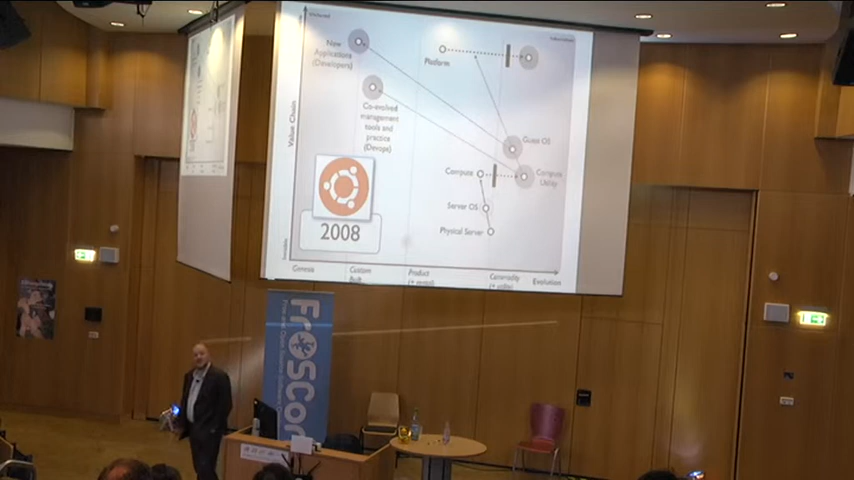 Uncharted
Industrialised
New
Applications
(Developers)
Platform
Co-evolved
management
tools and
practice
(Devops)
Guest OS
Compute
Compute
Utility
Server OS
Physical Server
Value Chain
2008
Genesis
Custom
Built
Product
(+ rental)
Commodity
(+ utility)
Evolution
FrOSCon